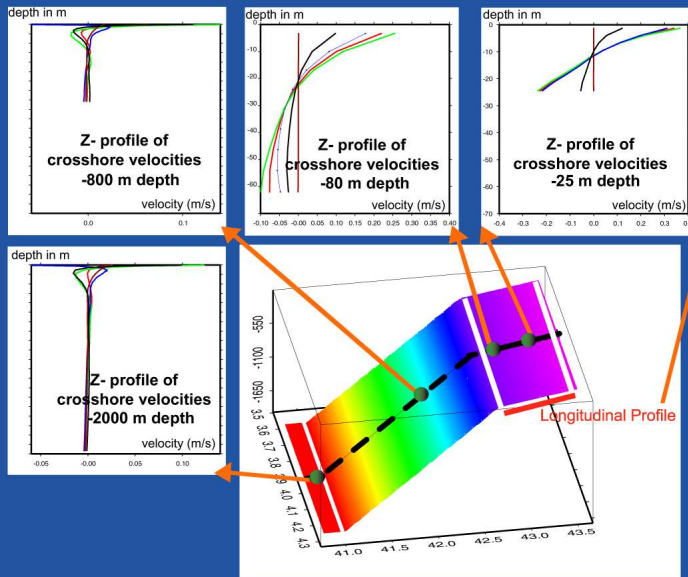 depth in m
Z- profile of
crosshore velocities
-800 m depth
velocity (m/s)
0.0
0.1
depth in m
0
-10
-20
-30
-40
-50
-60
Z- profile of
crosshore velocities
-80 m depth
velocity (m/s)
-0.10 -0.05 -0.00 0.05 0.10 0.15 0.20 0.25 0.30 0.35 0.40
depth in m
0
-10
-20
-30
-40
-50
-60
-70
Z- profile of
crosshore velocities
-25 m depth
velocity (m/s)
-0.4 -0.3 -0.2 -0.1 0.0 0.1 0.2 0.3
depth in m
Z- profile of
crosshore velocities
-2000 m depth
velocity (m/s)
-0.05 -0.00 0.05 0.10
-550
-1100
-1650
3.5
3.6
3.7
3.8
3.9
4.0
4.1
4.2
4.3
41.0 41.5 42.0 42.5 43.0 43.5
Longitudinal Profile